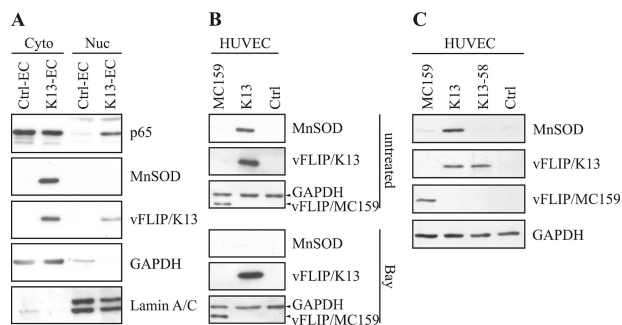 A
Cyto Nuc
Ctrl-EC
K13-EC
Ctrl-EC
K13-EC
p65
MnSOD
vFLIP/K13
GAPDH
Lamin A/C
B
HUVEC
MC159
K13
Ctrl
MnSOD
vFLIP/K13
GAPDH
vFLIP/MC159
untreated
MnSOD
vFLIP/K13
GAPDH
vFLIP/MC159
Bay
C
HUVEC
MC159
K13
K13-58
Ctrl
MnSOD
vFLIP/K13
vFLIP/MC159
GAPDH